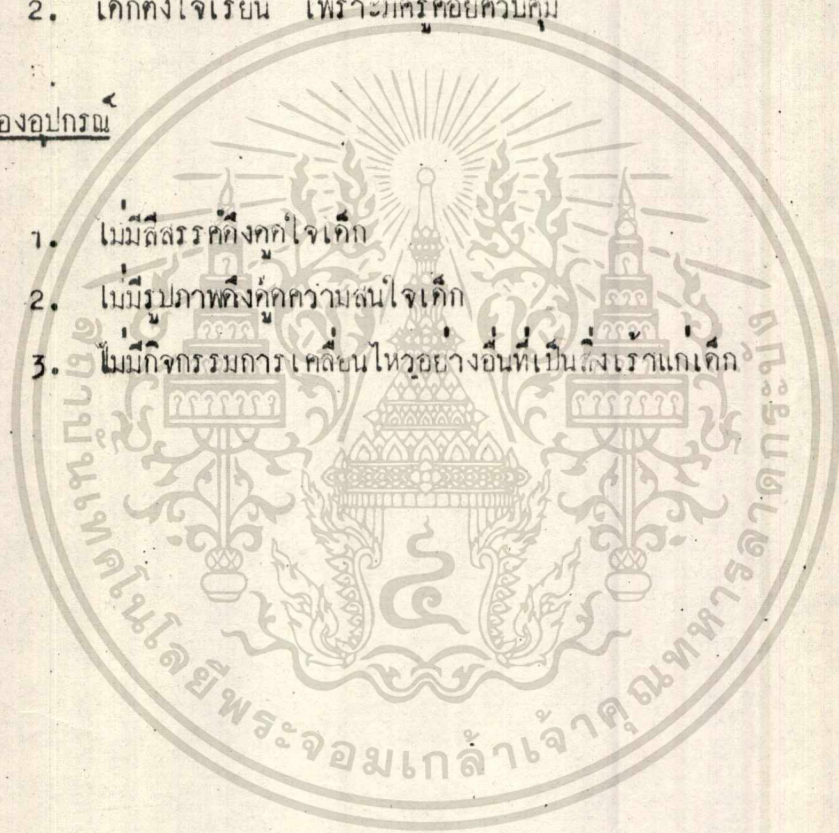 2. เด็กตั้งใจเรียน เพราะมีครูคอยควบคุม
องอุปกรณ์
1. ไม่มีสีสรรค์ดึงดูดใจเด็ก
2. ไม่มีรูปภาพดึงดูดความสนใจเด็ก
3. ไม่มีกิจกรรมการเคลื่อนไหวอย่างอื่นที่เป็นสิ่งเร้าแก่เด็ก
สถาบันเทคโนโลยีพระจอมเกล้าเจ้าคุณทหารลาดกระบัง